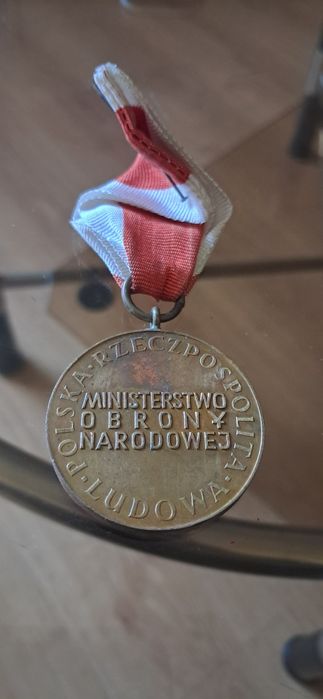 · POLSKA · RZECZPOSPOLITA · LUDOWA ·
MINISTERSTWO
OBRONY
NARODOWEJ